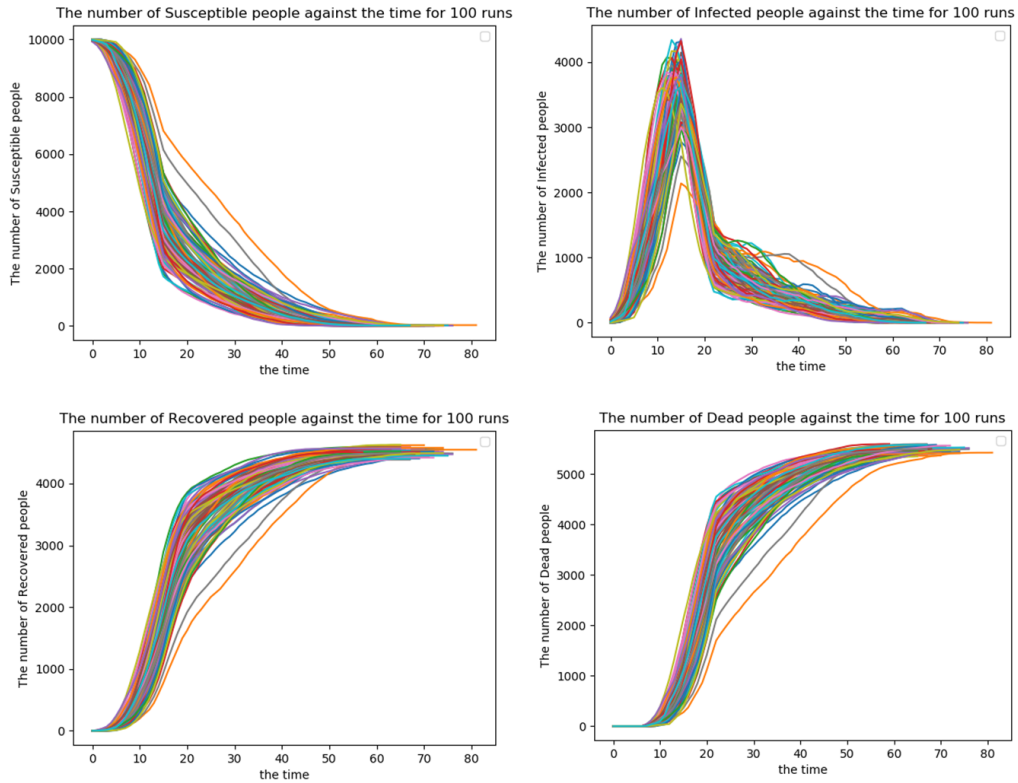 The number of Susceptible people against the time for 100 runs
The number of Susceptible people
10000
8000
6000
4000
2000
0
0 10 20 30 40 50 60 70 80
the time
The number of Infected people against the time for 100 runs
The number of Infected people
4000
3000
2000
1000
0
0 10 20 30 40 50 60 70 80
the time
The number of Recovered people against the time for 100 runs
The number of Recovered people
4000
3000
2000
1000
0
0 10 20 30 40 50 60 70 80
the time
The number of Dead people against the time for 100 runs
The number of Dead people
5000
4000
3000
2000
1000
0
0 10 20 30 40 50 60 70 80
the time